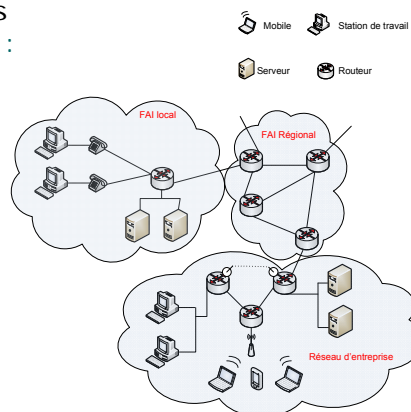 s
:
Mobile
Station de travail
Serveur
Routeur
FAI local
FAI Régional
Réseau d'entreprise